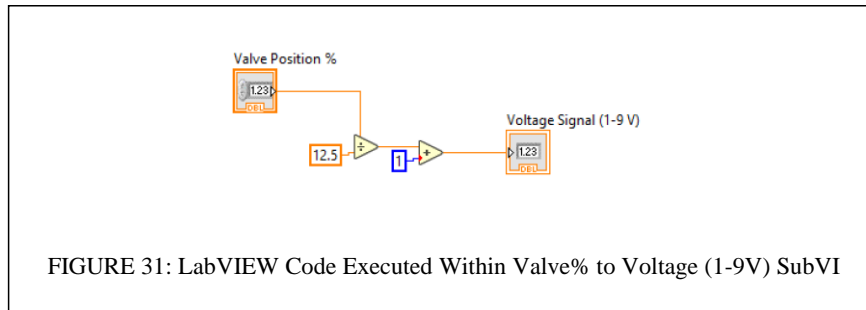 Valve Position %
1.23
DBL
Voltage Signal (1-9 V)
÷
+
1.23
12.5
1
DBL
FIGURE 31: LabVIEW Code Executed Within Valve% to Voltage (1-9V) SubVI